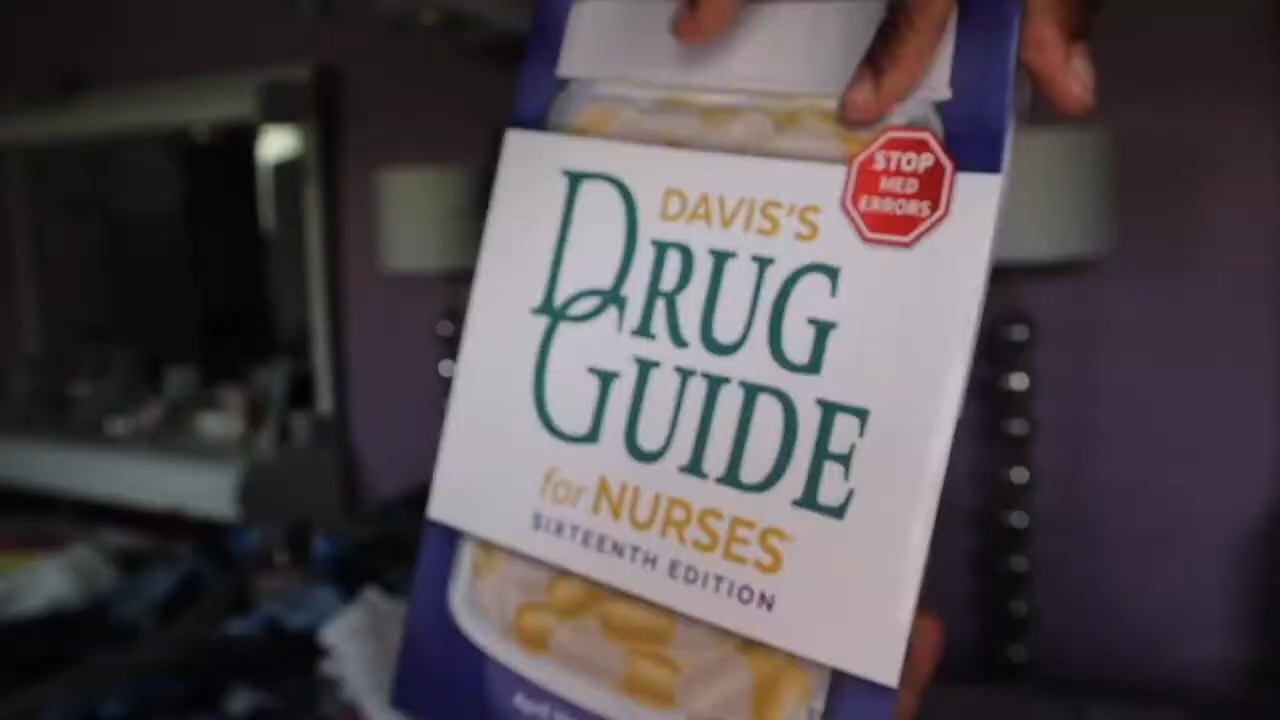 STOP
MED
ERRORS
DAVIS'S
DRUG
GUIDE
for NURSES
SIXTEENTH EDITION